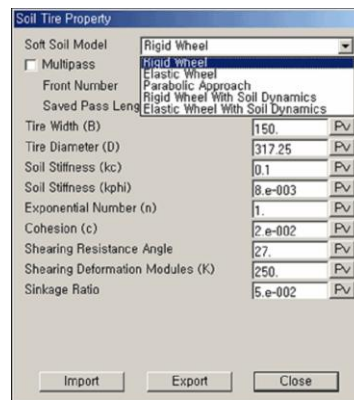 Soil Tire Property
Soft Soil Model Rigid Wheel
Rigid Wheel
Elastic Wheel
Parabolic Approach
Rigid Wheel With Soil Dynamics
Elastic Wheel With Soil Dynamics
Multipass
Front Number
Saved Pass Leng
Tire Width (B) 150. Pv
Tire Diameter (D) 317.25 Pv
Soil Stiffness (kc) 0.1 Pv
Soil Stiffness (kphi) 8.e-003 Pv
Exponential Number (n) 1. Pv
Cohesion (c) 2.e-002 Pv
Shearing Resistance Angle 27. Pv
Shearing Deformation Modules (K) 250. Pv
Sinkage Ratio 5.e-002 Pv
Import Export Close